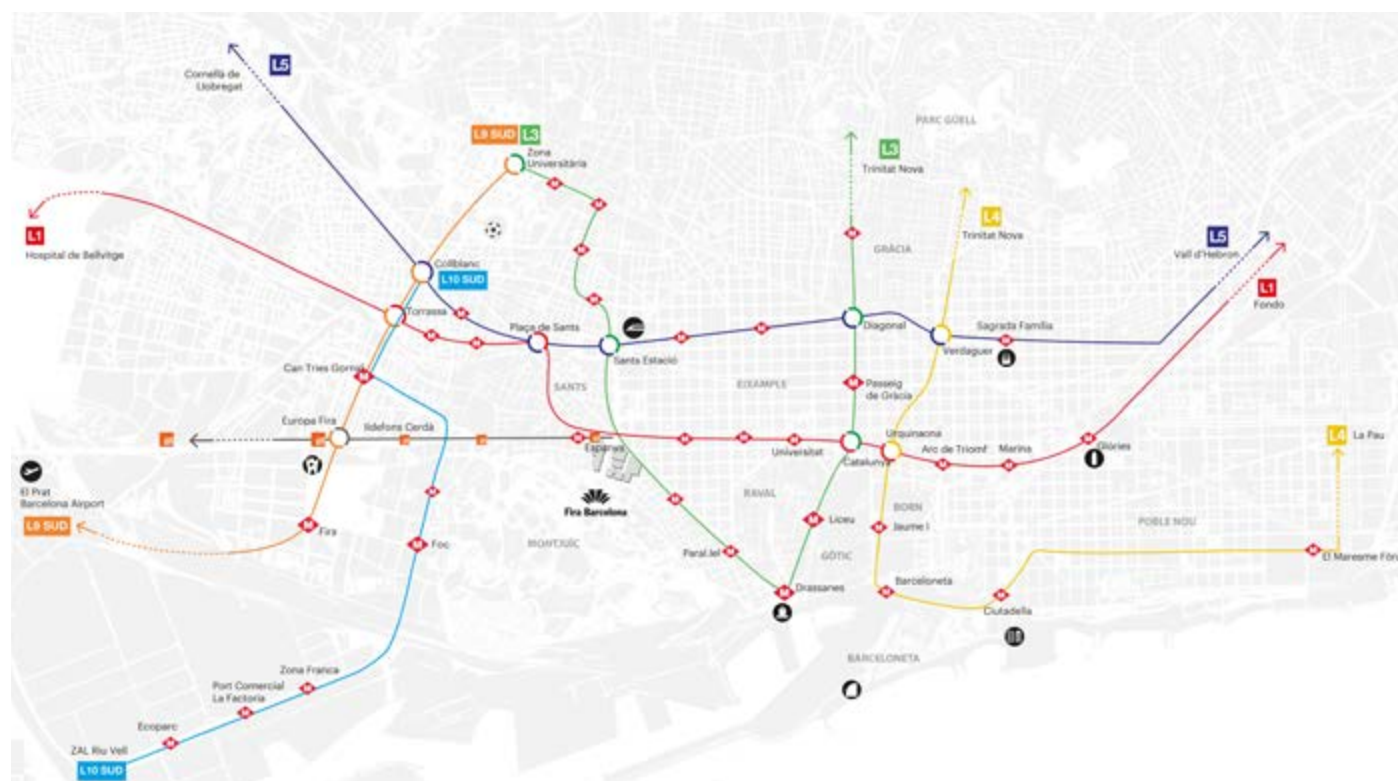 L5
Cornellà de
Llobregat
L9 SUD
L3
Zona
Universitària
PARC GÜELL
L3
Trinitat Nova
L4
Trinitat Nova
GRÀCIA
L1
Hospital de Bellvitge
L5
Vall d'Hebron
L1
Fondo
Collblanc
L10 SUD
Torrassa
Plaça de Sants
Sants Estació
Diagonal
Verdaguer
Sagrada Família
Can Tries Gornal
SANTS
EIXAMPLE
Passeig
de Gràcia
Europa Fira
Ildefons Cerdà
Espanya
Universitat
Catalunya
Urquinaona
Arc de Triomf
Marina
Glòries
L4
La Pau
El Prat
Barcelona Airport
L9 SUD
Fira
Fira Barcelona
RAVAL
BORN
Liceu
Jaume I
POBLE NOU
Foc
MONTJUÏC
Paral.lel
GÒTIC
El Maresme Fòr
Drassanes
Barceloneta
Ciutadella
BARCELONETA
Zona Franca
Port Comercial
La Factoria
Ecoparc
ZAL Riu Vell
L10 SUD